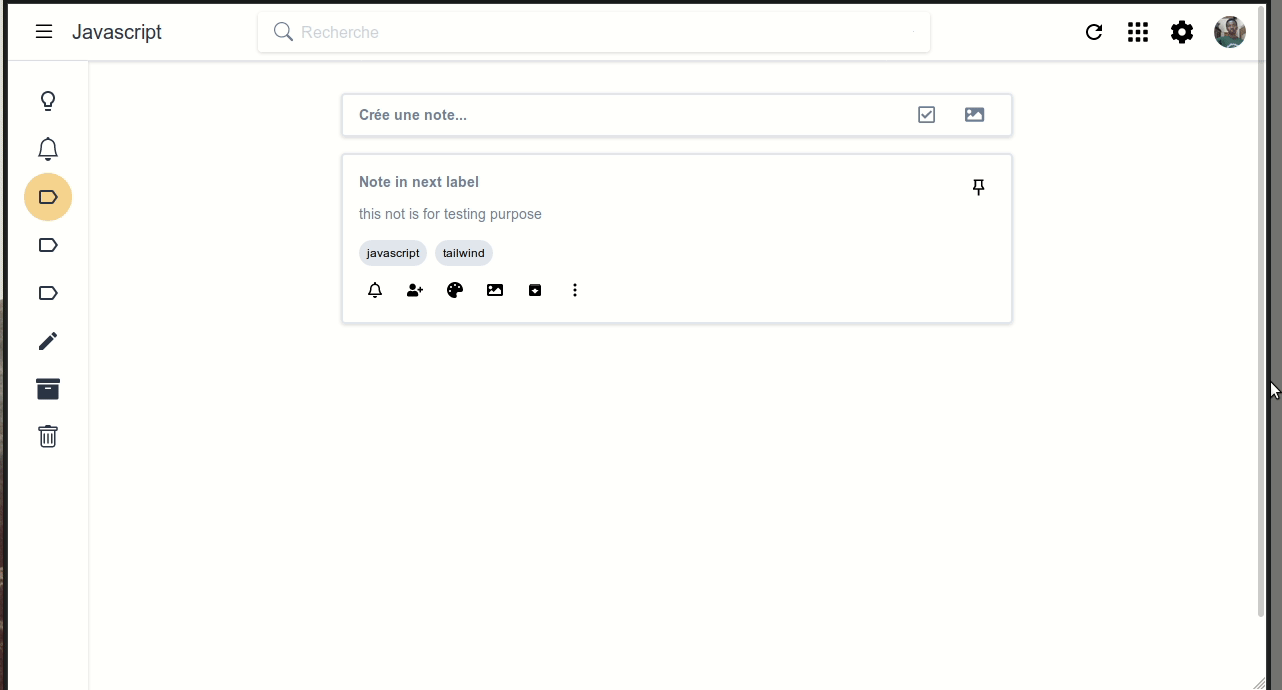 Javascript
Recherche
Crée une note...
Note in next label
this not is for testing purpose
javascript
tailwind